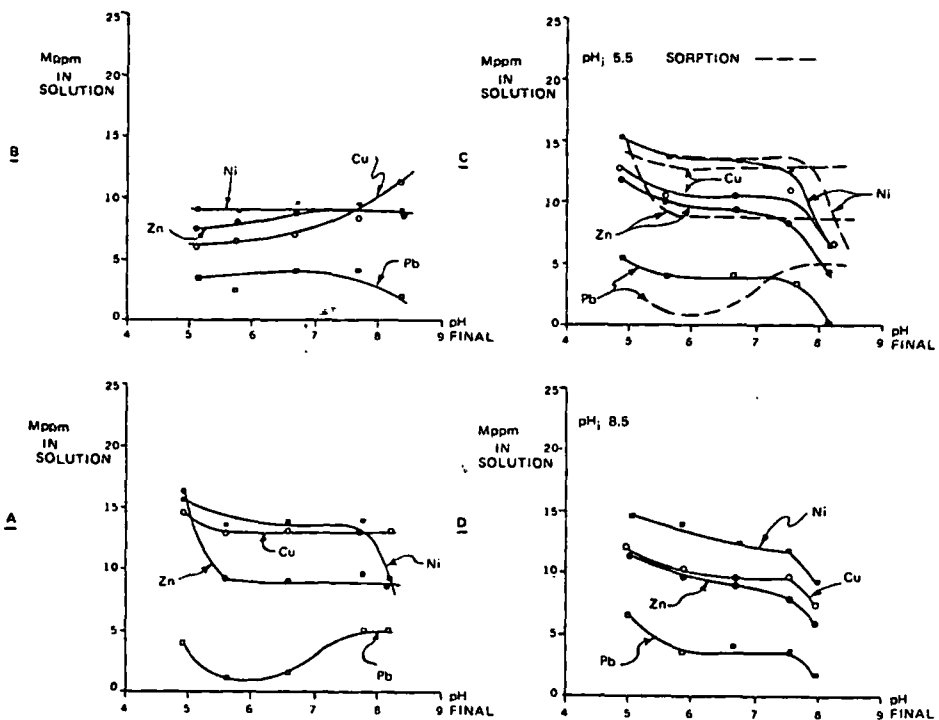 B
25
20
15
10
5
0
Mppm
IN
SOLUTION
Ni
Cu
Zn
Pb
4 5 6 7 8 9
pH
FINAL
C
25
20
15
10
5
0
Mppm
IN
SOLUTION
pHi 5.5 SORPTION
Cu
Ni
Zn
Pb
4 5 6 7 8 9
pH
FINAL
A
25
20
15
10
5
0
Mppm
IN
SOLUTION
Cu
Zn
Ni
Pb
4 5 6 7 8 9
pH
FINAL
D
25
20
15
10
5
0
Mppm
IN
SOLUTION
pHi 8.5
Ni
Cu
Zn
Pb
4 5 6 7 8 9
pH
FINAL